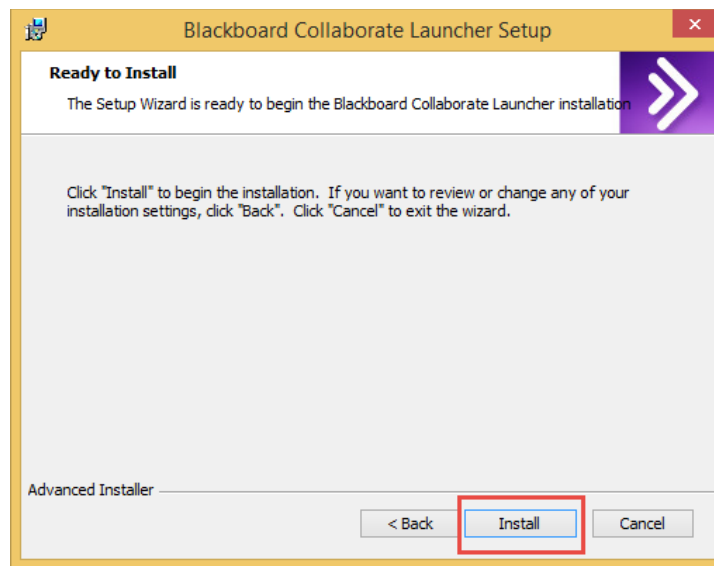 Blackboard Collaborate Launcher Setup
Ready to Install
The Setup Wizard is ready to begin the Blackboard Collaborate Launcher installation
Click "Install" to begin the installation.  If you want to review or change any of your
installation settings, click "Back".  Click "Cancel" to exit the wizard.
Advanced Installer
< Back Install Cancel